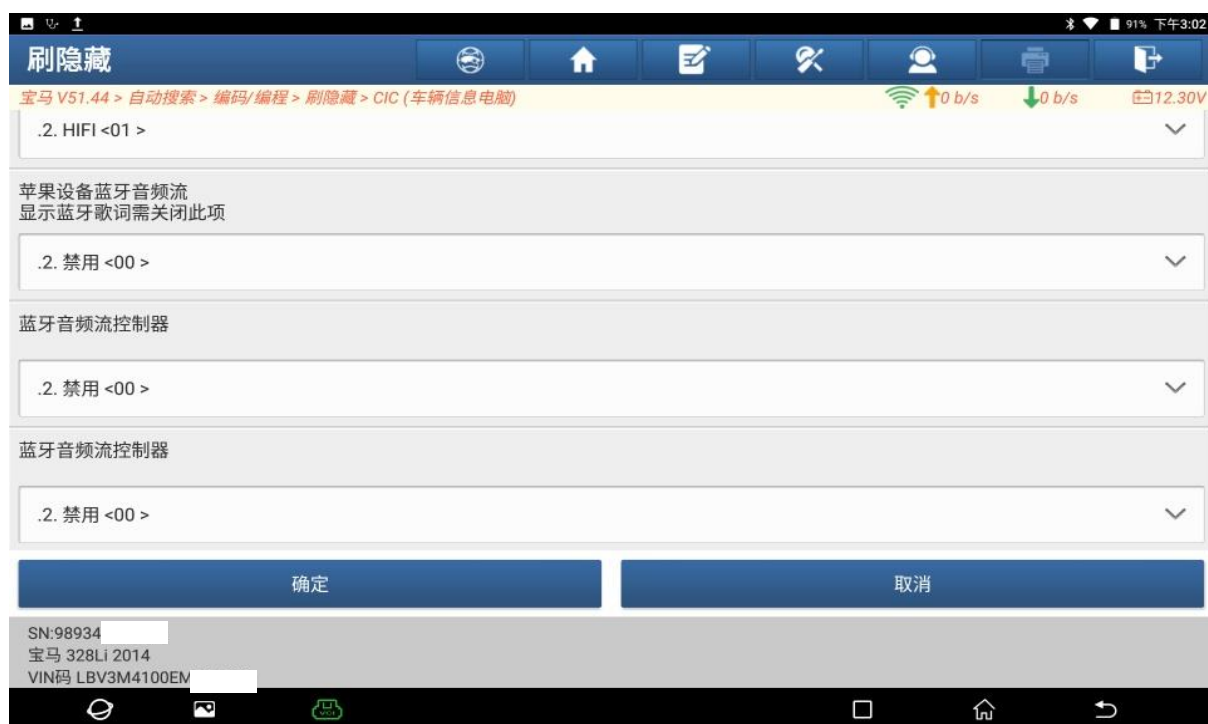 91% 下午3:02
刷隐藏
宝马 V51.44 > 自动搜索 > 编码/编程 > 刷隐藏 > CIC (车辆信息电脑)
0 b/s
0 b/s
12.30V
.2. HIFI <01 >
苹果设备蓝牙音频流
显示蓝牙歌词需关闭此项
.2. 禁用 <00 >
蓝牙音频流控制器
.2. 禁用 <00 >
蓝牙音频流控制器
.2. 禁用 <00 >
确定
取消
SN:98934
宝马 328Li 2014
VIN码 LBV3M4100EM
VCI